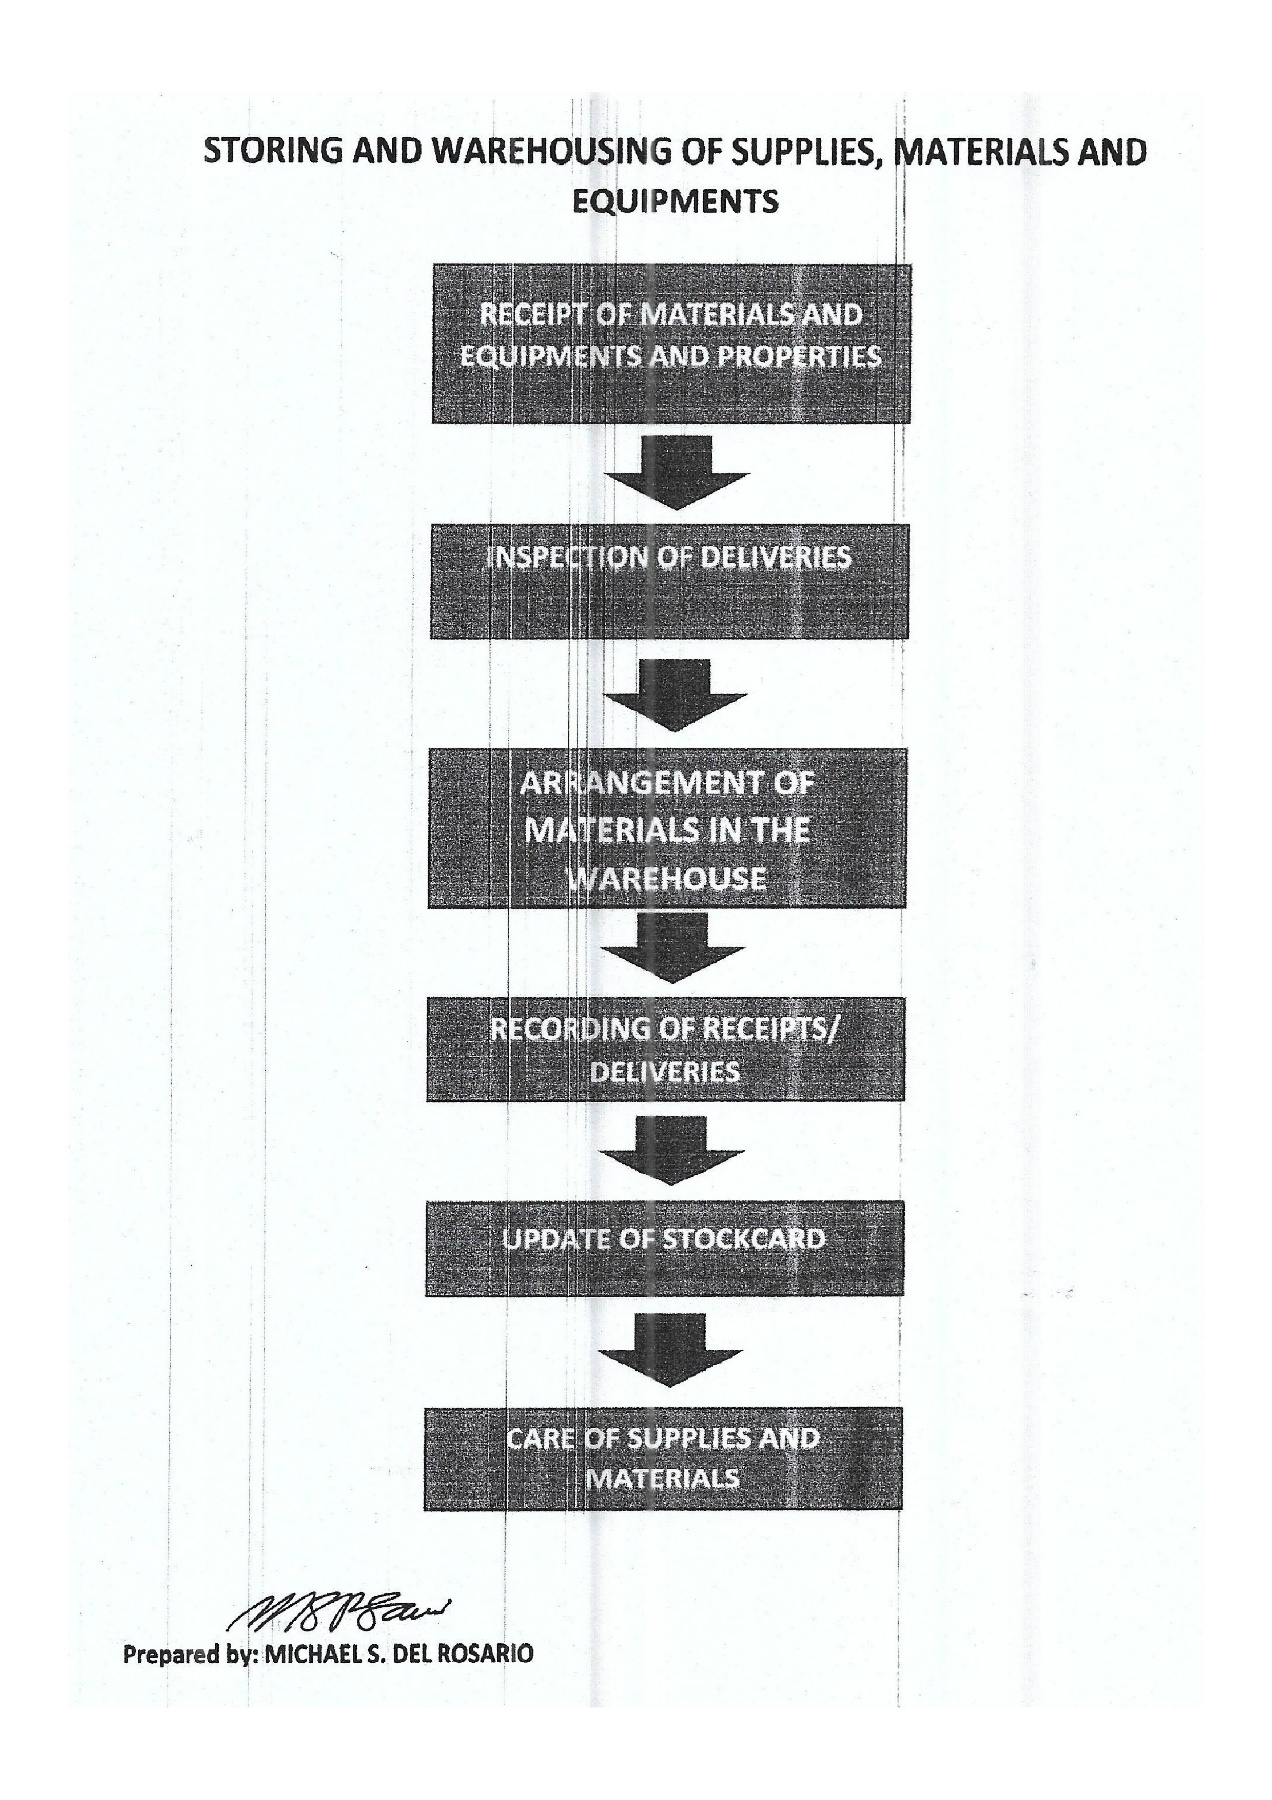 STORING AND WAREHOUSING OF SUPPLIES, MATERIALS AND
EQUIPMENTS
RECEIPT OF MATERIALS AND
EQUIPMENTS AND PROPERTIES
INSPECTION OF DELIVERIES
ARRANGEMENT OF
MATERIALS IN THE
WAREHOUSE
RECORDING OF RECEIPTS/
DELIVERIES
UPDATE OF STOCKCARD
CARE OF SUPPLIES AND
MATERIALS
Prepared by: MICHAEL S. DEL ROSARIO